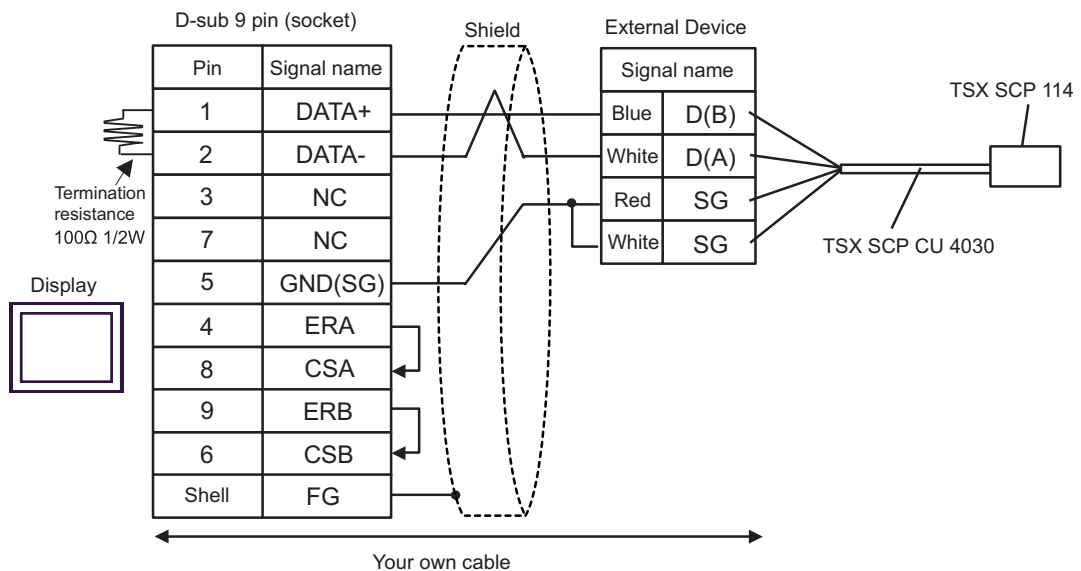 D-sub 9 pin (socket)
Shield
External Device
Pin Signal name
Signal name
TSX SCP 114
1 DATA+
Blue D(B)
2 DATA-
White D(A)
Termination
resistance
100Ω 1/2W
3 NC
Red SG
7 NC
White SG
TSX SCP CU 4030
Display
5 GND(SG)
4 ERA
8 CSA
9 ERB
6 CSB
Shell FG
Your own cable